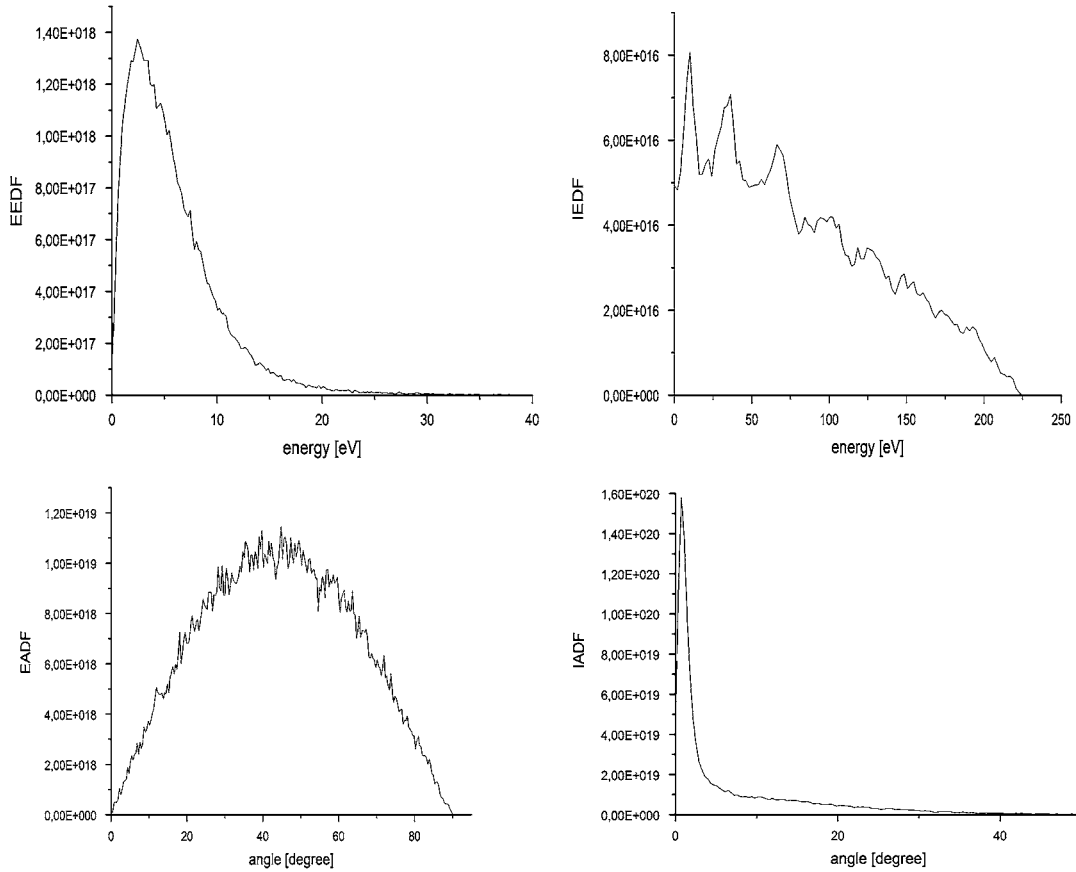 1,40E+018
1,20E+018
1,00E+018
8,00E+017
6,00E+017
4,00E+017
2,00E+017
0,00E+000
EEDF
0 10 20 30 40
energy [eV]
8,00E+016
6,00E+016
4,00E+016
2,00E+016
0,00E+000
IEDF
0 25 50 75 100 125 150 175 200 225 250
energy [eV]
1,20E+019
1,00E+019
8,00E+018
6,00E+018
4,00E+018
2,00E+018
0,00E+000
EADF
0 20 40 60 80
angle [degree]
1,60E+020
1,40E+020
1,20E+020
1,00E+020
8,00E+019
6,00E+019
4,00E+019
2,00E+019
0,00E+000
IADF
0 20 40
angle [degree]